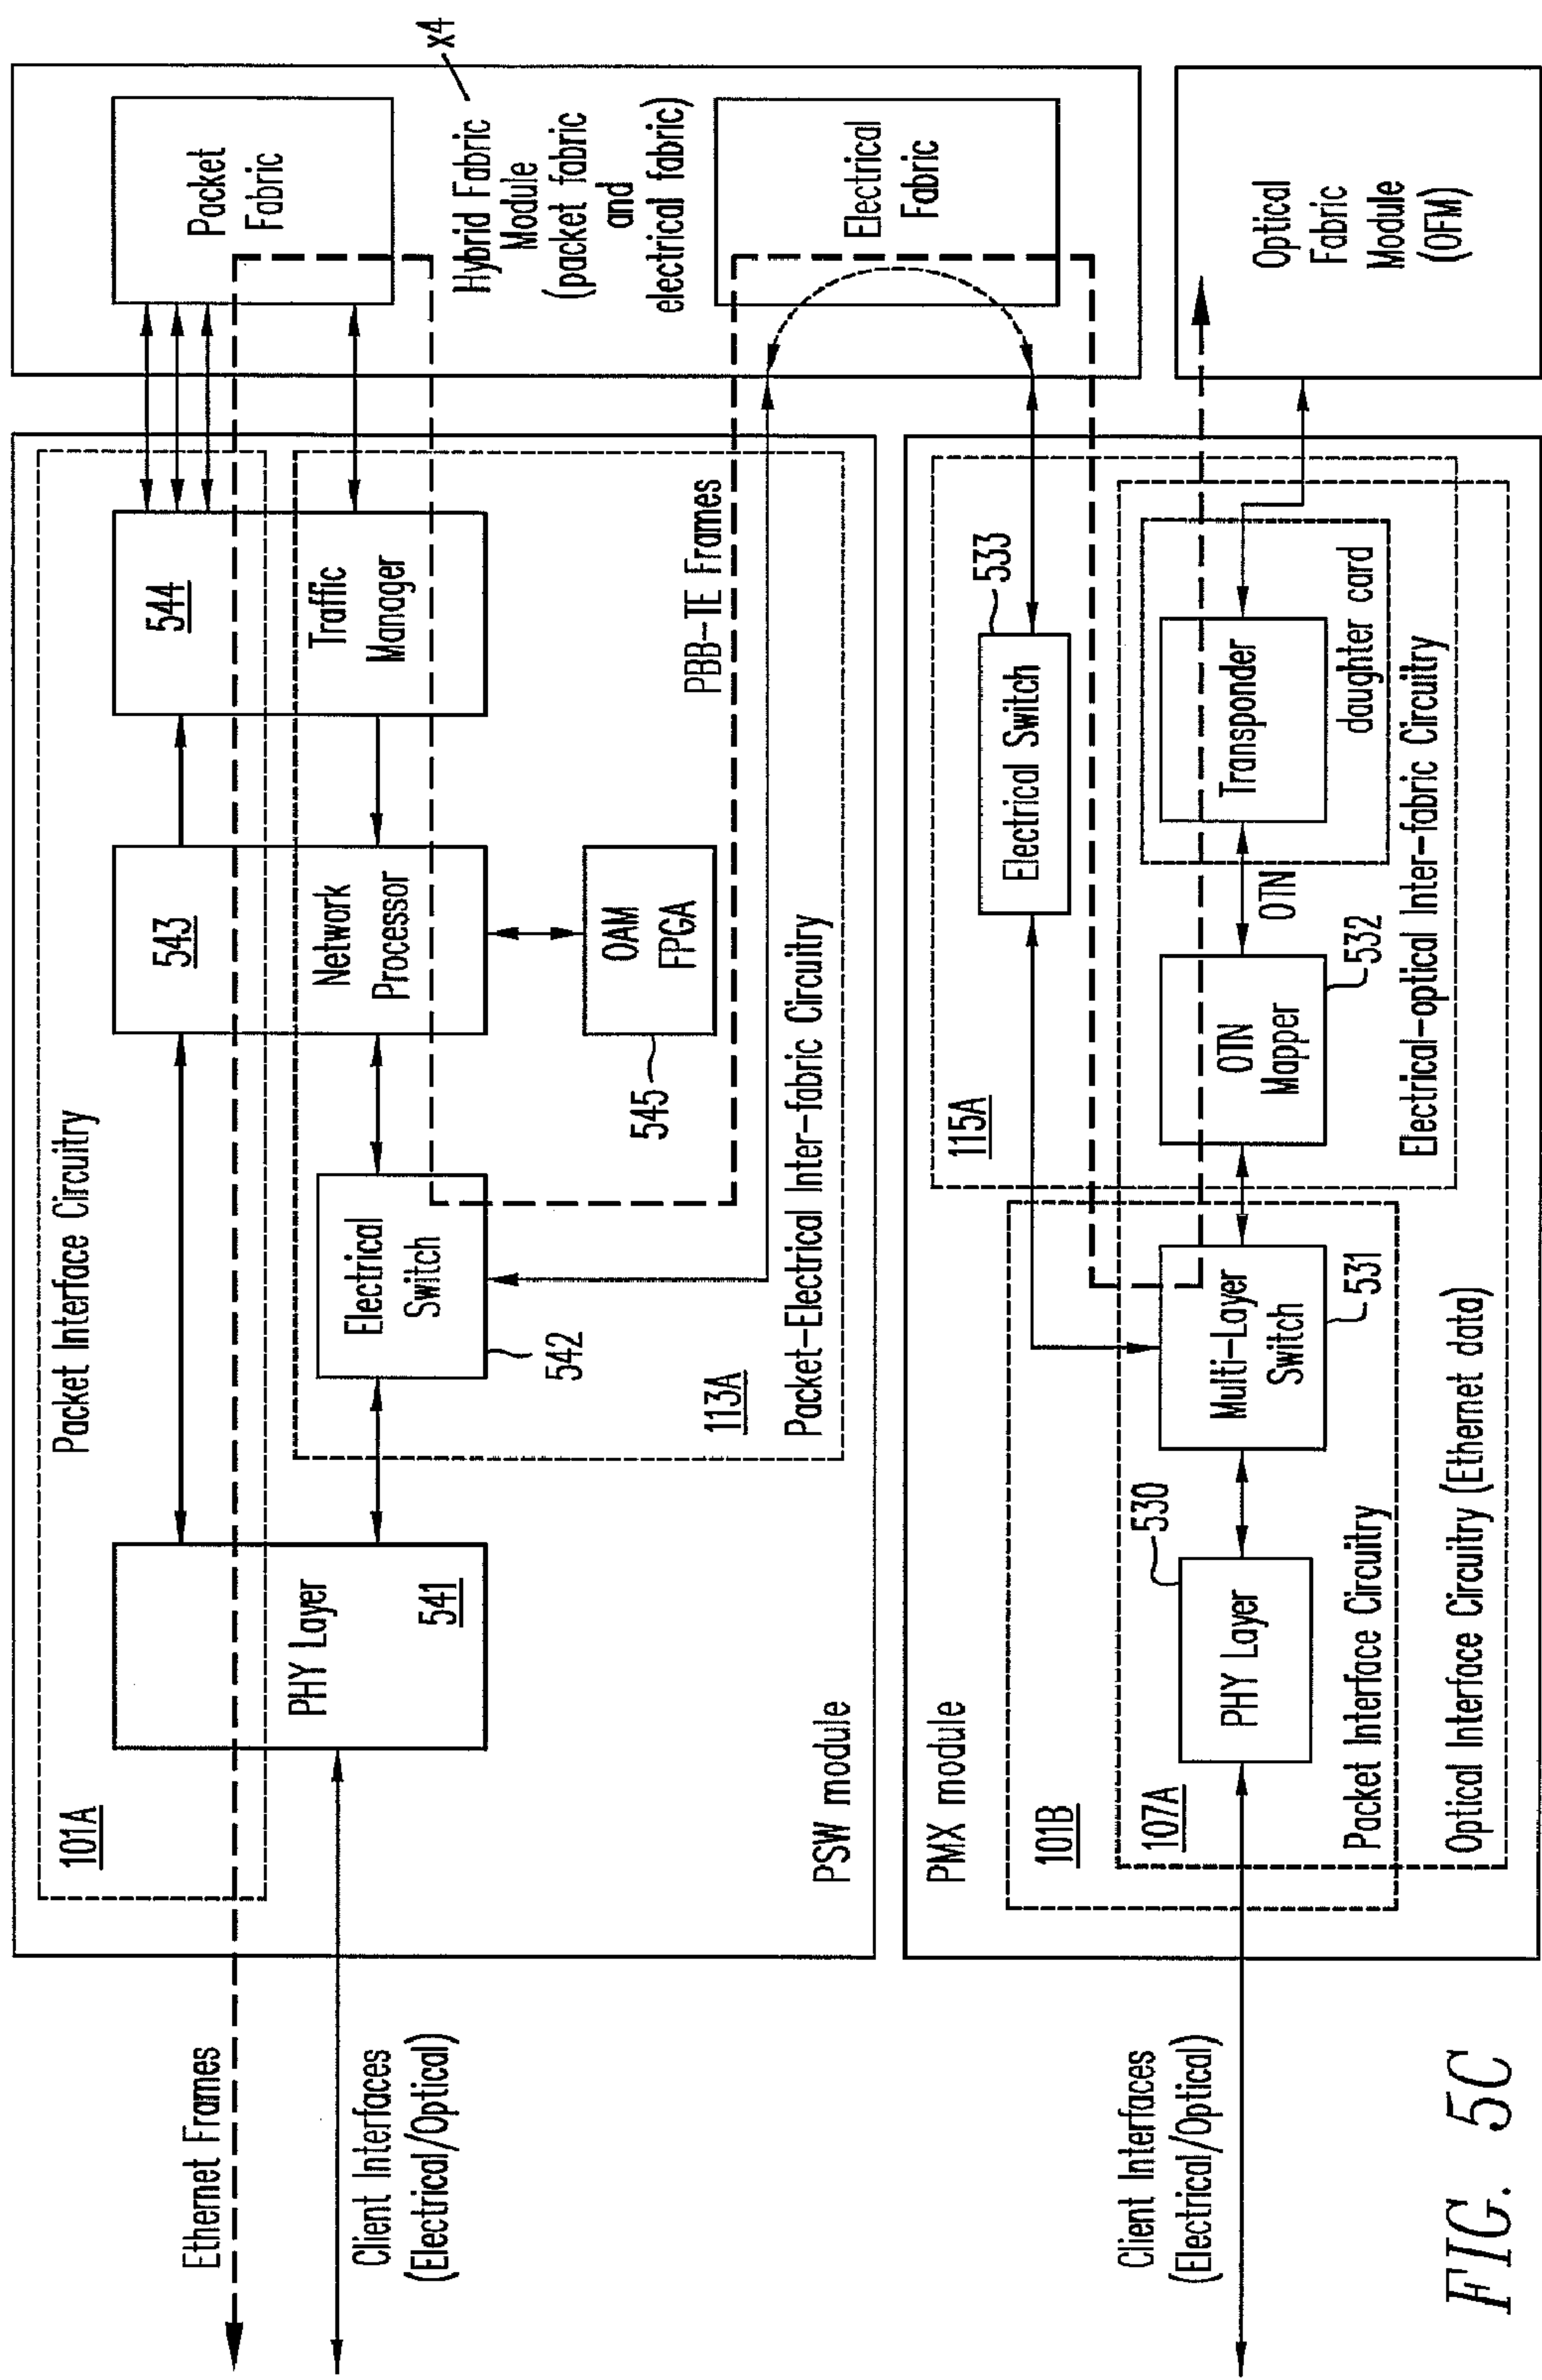 Ethernet Frames
Client Interfaces
(Electrical/Optical)
101A
Packet Interface Circuitry
PHY Layer
541
543
Network
Processor
544
Traffic
Manager
Electrical
Switch
542
OAM
FPGA
545
PBB-TE Frames
113A
Packet-Electrical Inter-fabric Circuitry
PSW module
Packet
Fabric
x4
Hybrid Fabric
Module
(packet fabric
and
electrical fabric)
Electrical
Fabric
PMX module
Client Interfaces
(Electrical/Optical)
101B
107A
530
PHY Layer
Multi-Layer
Switch
531
Packet Interface Circuitry
Optical Interface Circuitry (Ethernet data)
115A
Electrical Switch
533
OTN
Mapper
532
OTN
Transponder
daughter card
Electrical-optical Inter-fabric Circuitry
Optical
Fabric
Module
(OFM)
FIG. 5C